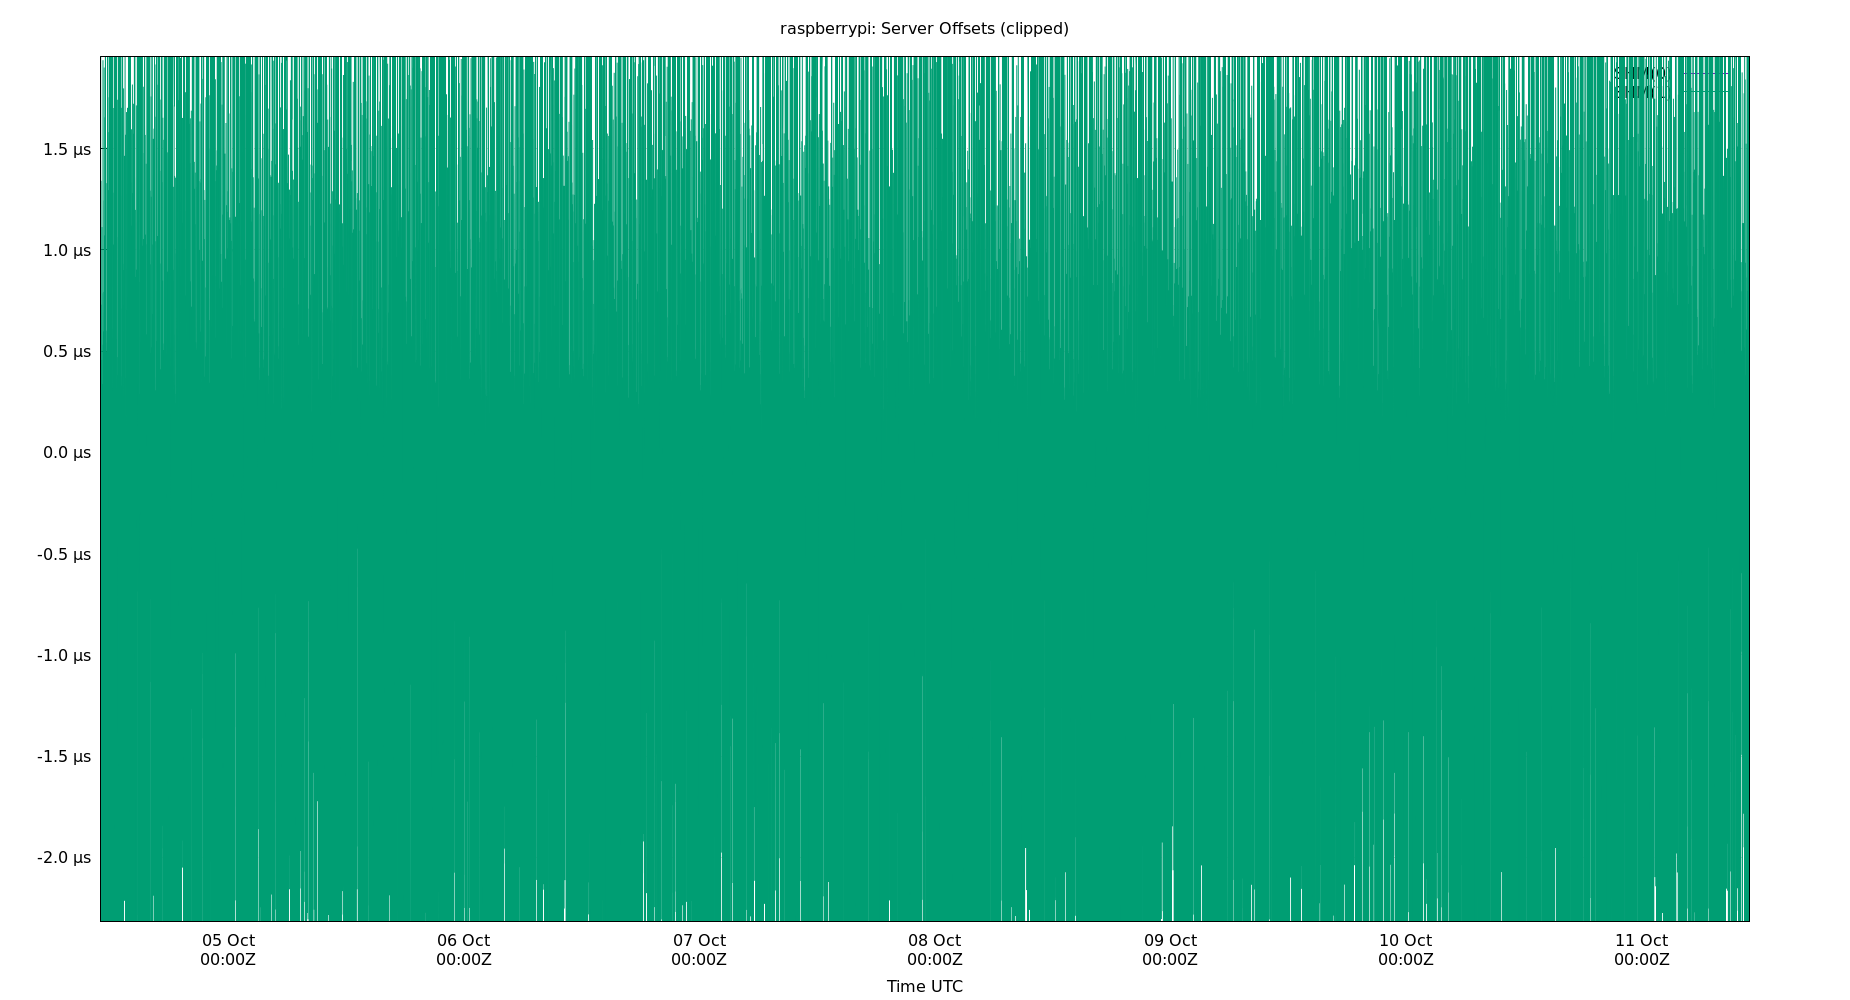 raspberrypi: Server Offsets (clipped)
SHM(0)
1.5 µs
1.0 µs
0.5 µs
0.0 µs
-0.5 µs
-1.0 µs
-1.5 µs
-2.0 µs
05 Oct 06 Oct 07 Oct 08 Oct 09 Oct 10 Oct 11 Oct
00:00Z 00:00Z 00:00Z 00:00Z 00:00Z 00:00Z 00:00Z
Time UTC